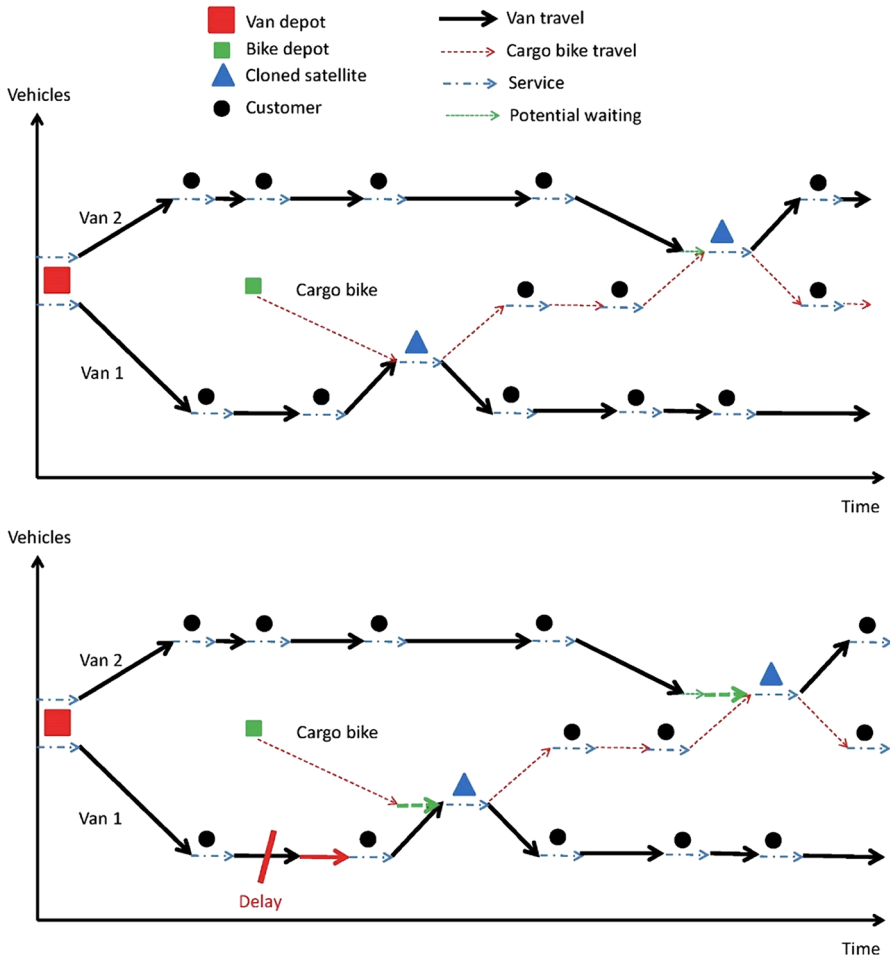 Van depot
Bike depot
Cloned satellite
Customer
Van travel
Cargo bike travel
Service
Potential waiting
Vehicles
Van 2
Cargo bike
Van 1
Time
Vehicles
Van 2
Cargo bike
Van 1
Delay
Time